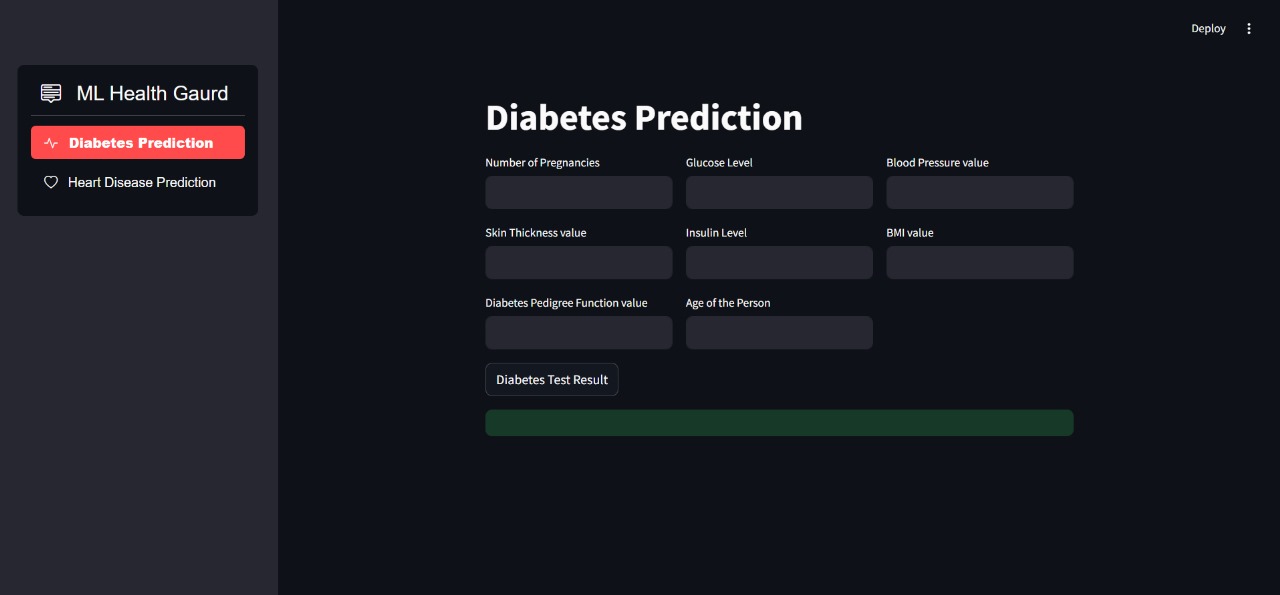 Deploy
ML Health Gaurd
Diabetes Prediction
Heart Disease Prediction
Diabetes Prediction
Number of Pregnancies
Glucose Level
Blood Pressure value
Skin Thickness value
Insulin Level
BMI value
Diabetes Pedigree Function value
Age of the Person
Diabetes Test Result